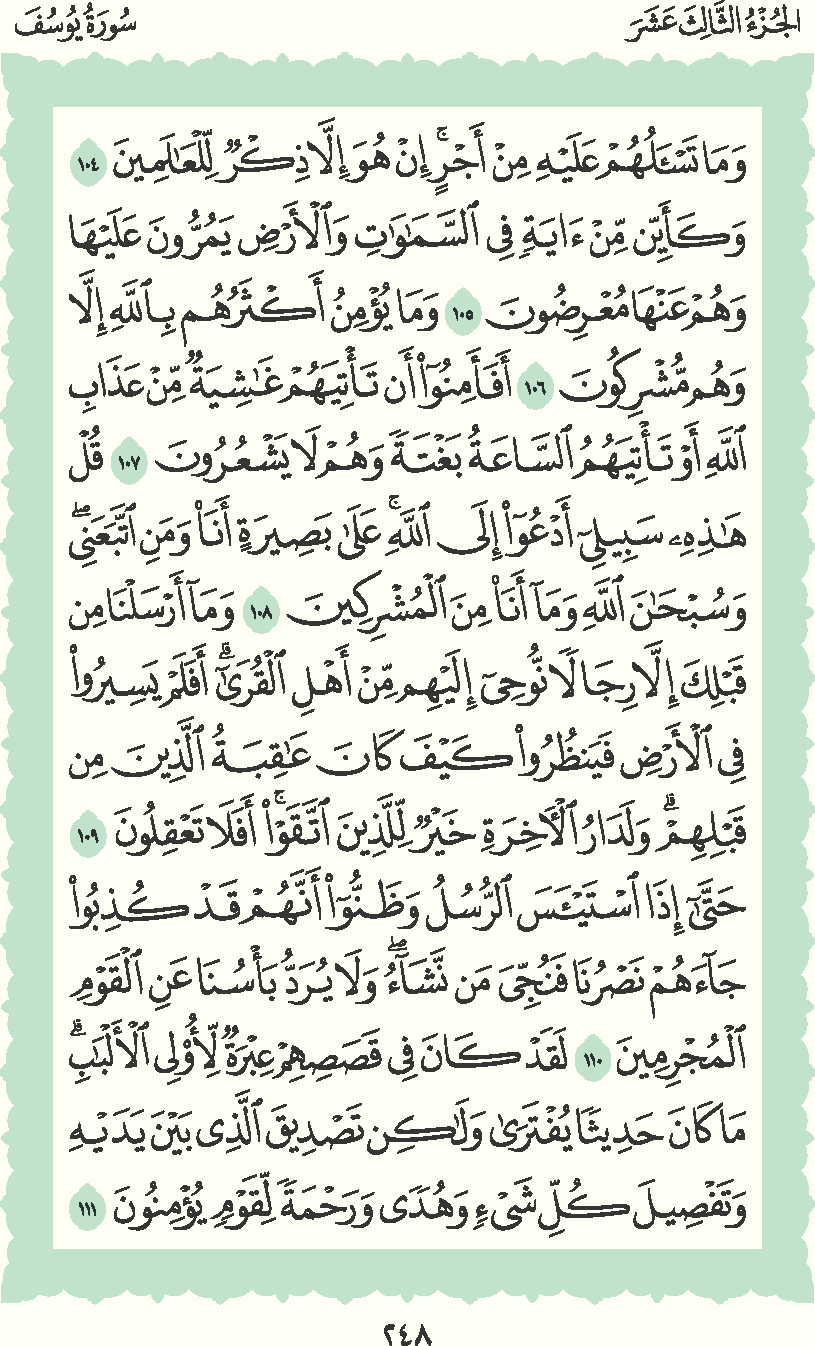 الجُزْءُ الثَّالِثَ عَشَرَ
سُورَةُ يُوسُفَ
وَمَا تَسْـَٔلُهُمْ عَلَيْهِ مِنْ أَجْرٍۚ إِنْ هُوَ إِلَّا ذِكْرٌ لِّلْعَـٰلَمِينَ ١٠٤
وَكَأَيِّن مِّنْ ءَايَةٍ فِى ٱلسَّمَـٰوَٰتِ وَٱلْأَرْضِ يَمُرُّونَ عَلَيْهَا
وَهُمْ عَنْهَا مُعْرِضُونَ ١٠٥ وَمَا يُؤْمِنُ أَكْثَرُهُم بِٱللَّهِ إِلَّا
وَهُم مُّشْرِكُونَ ١٠٦ أَفَأَمِنُوٓا۟ أَن تَأْتِيَهُمْ غَـٰشِيَةٌ مِّنْ عَذَابِ
ٱللَّهِ أَوْ تَأْتِيَهُمُ ٱلسَّاعَةُ بَغْتَةً وَهُمْ لَا يَشْعُرُونَ ١٠٧ قُلْ
هَـٰذِهِۦ سَبِيلِىٓ أَدْعُوٓا۟ إِلَى ٱللَّهِۚ عَلَىٰ بَصِيرَةٍ أَنَا۠ وَمَنِ ٱتَّبَعَنِىۖ
وَسُبْحَـٰنَ ٱللَّهِ وَمَآ أَنَا۠ مِنَ ٱلْمُشْرِكِينَ ١٠٨ وَمَآ أَرْسَلْنَا مِن
قَبْلِكَ إِلَّا رِجَالًا نُّوحِىٓ إِلَيْهِم مِّنْ أَهْلِ ٱلْقُرَىٰٓۗ أَفَلَمْ يَسِيرُوا۟
فِى ٱلْأَرْضِ فَيَنظُرُوا۟ كَيْفَ كَانَ عَـٰقِبَةُ ٱلَّذِينَ مِن
قَبْلِهِمْۗ وَلَدَارُ ٱلْـَٔاخِرَةِ خَيْرٌ لِّلَّذِينَ ٱتَّقَوْا۟ۚ أَفَلَا تَعْقِلُونَ ١٠٩
حَتَّىٰٓ إِذَا ٱسْتَيْـَٔسَ ٱلرُّسُلُ وَظَنُّوٓا۟ أَنَّهُمْ قَدْ كُذِبُوا۟
جَآءَهُمْ نَصْرُنَا فَنُجِّىَ مَن نَّشَآءُۖ وَلَا يُرَدُّ بَأْسُنَا عَنِ ٱلْقَوْمِ
ٱلْمُجْرِمِينَ ١١٠ لَقَدْ كَانَ فِى قَصَصِهِمْ عِبْرَةٌ لِّأُو۟لِى ٱلْأَلْبَـٰبِۗ
مَا كَانَ حَدِيثًا يُفْتَرَىٰ وَلَـٰكِن تَصْدِيقَ ٱلَّذِى بَيْنَ يَدَيْهِ
وَتَفْصِيلَ كُلِّ شَىْءٍ وَهُدًى وَرَحْمَةً لِّقَوْمٍ يُؤْمِنُونَ ١١١
٢٤٨